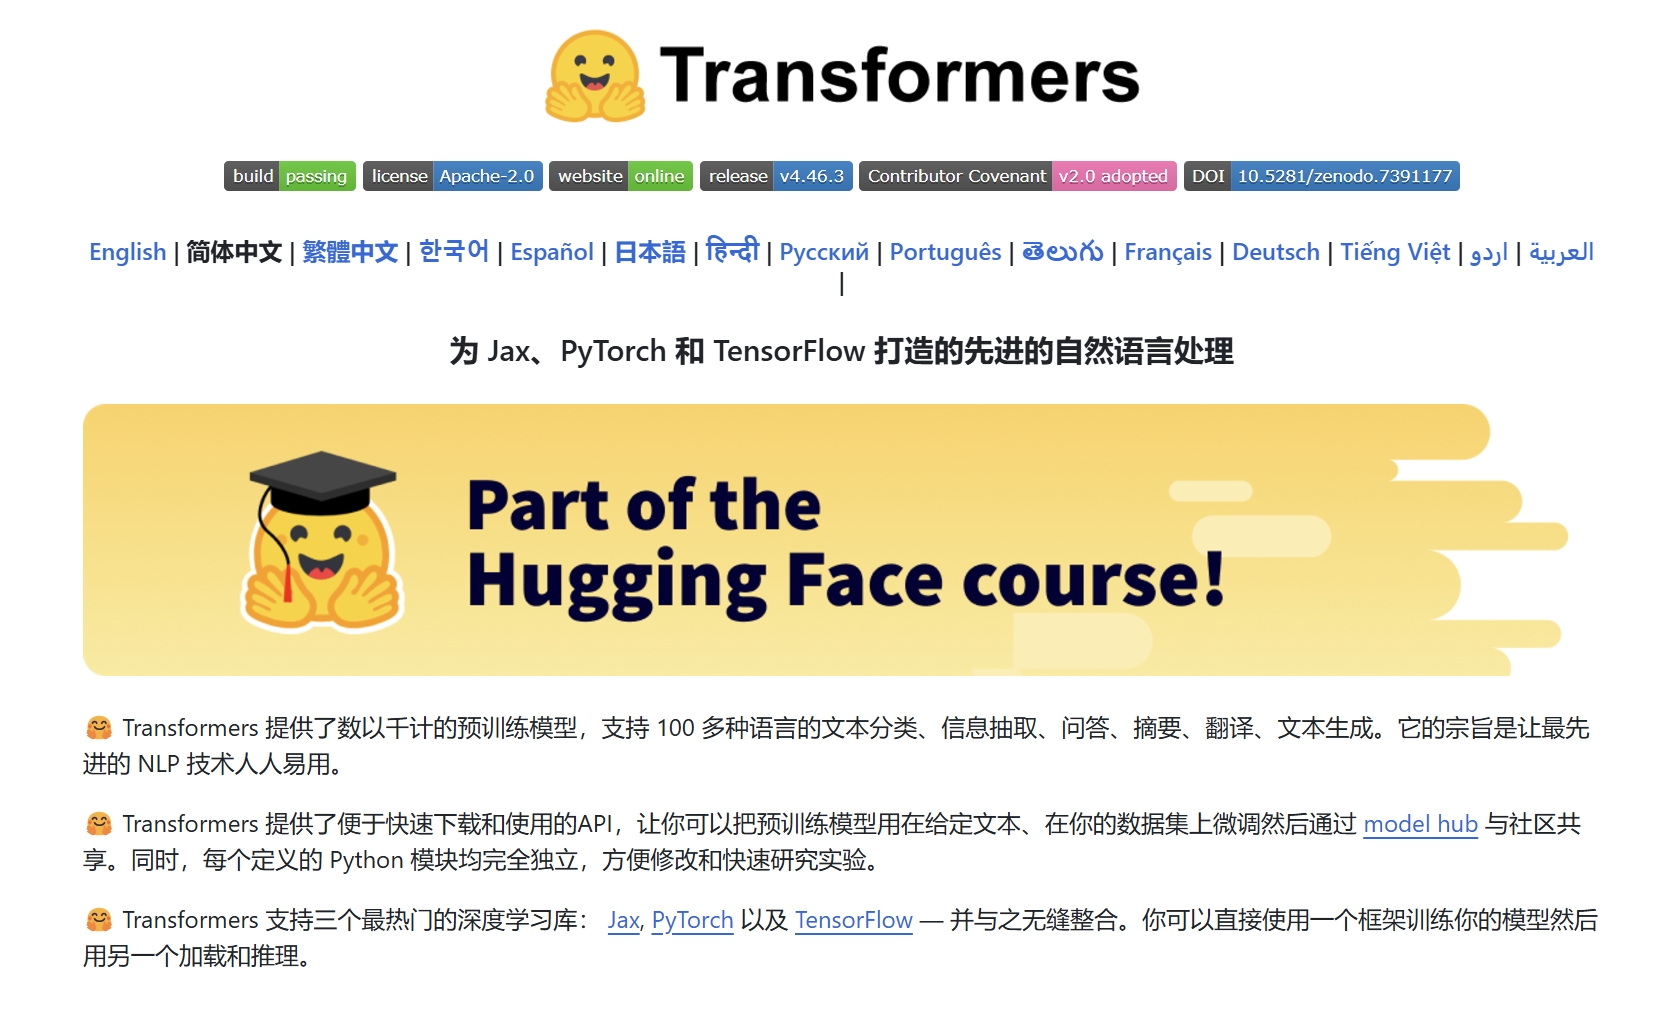 Transformers
build passing license Apache-2.0 website online release v4.46.3 Contributor Covenant v2.0 adopted DOI 10.5281/zenodo.7391177
English | 简体中文 | 繁體中文 | 한국어 | Español | 日本語 | हिन्दी | Русский | Português | తెలుగు | Français | Deutsch | Tiếng Việt | اردو | العربية
|
为 Jax、PyTorch 和 TensorFlow 打造的先进的自然语言处理
Part of the
Hugging Face course!
🤗 Transformers 提供了数以千计的预训练模型，支持 100 多种语言的文本分类、信息抽取、问答、摘要、翻译、文本生成。它的宗旨是让最先
进的 NLP 技术人人易用。
🤗 Transformers 提供了便于快速下载和使用的API，让你可以把预训练模型用在给定文本、在你的数据集上微调然后通过 model hub 与社区共
享。同时，每个定义的 Python 模块均完全独立，方便修改和快速研究实验。
🤗 Transformers 支持三个最热门的深度学习库： Jax, PyTorch 以及 TensorFlow — 并与之无缝整合。你可以直接使用一个框架训练你的模型然后
用另一个加载和推理。